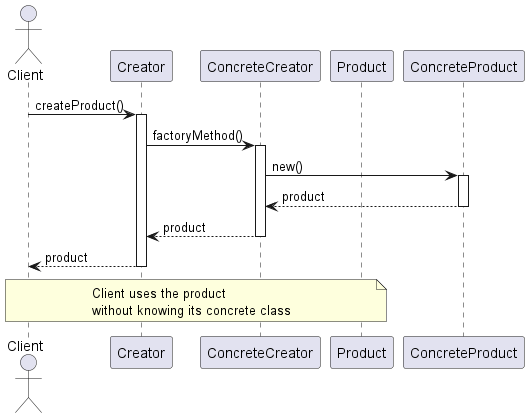 Client
Creator
ConcreteCreator
Product
ConcreteProduct
createProduct()
factoryMethod()
new()
product
product
product
Client uses the product
without knowing its concrete class
Client
Creator
ConcreteCreator
Product
ConcreteProduct